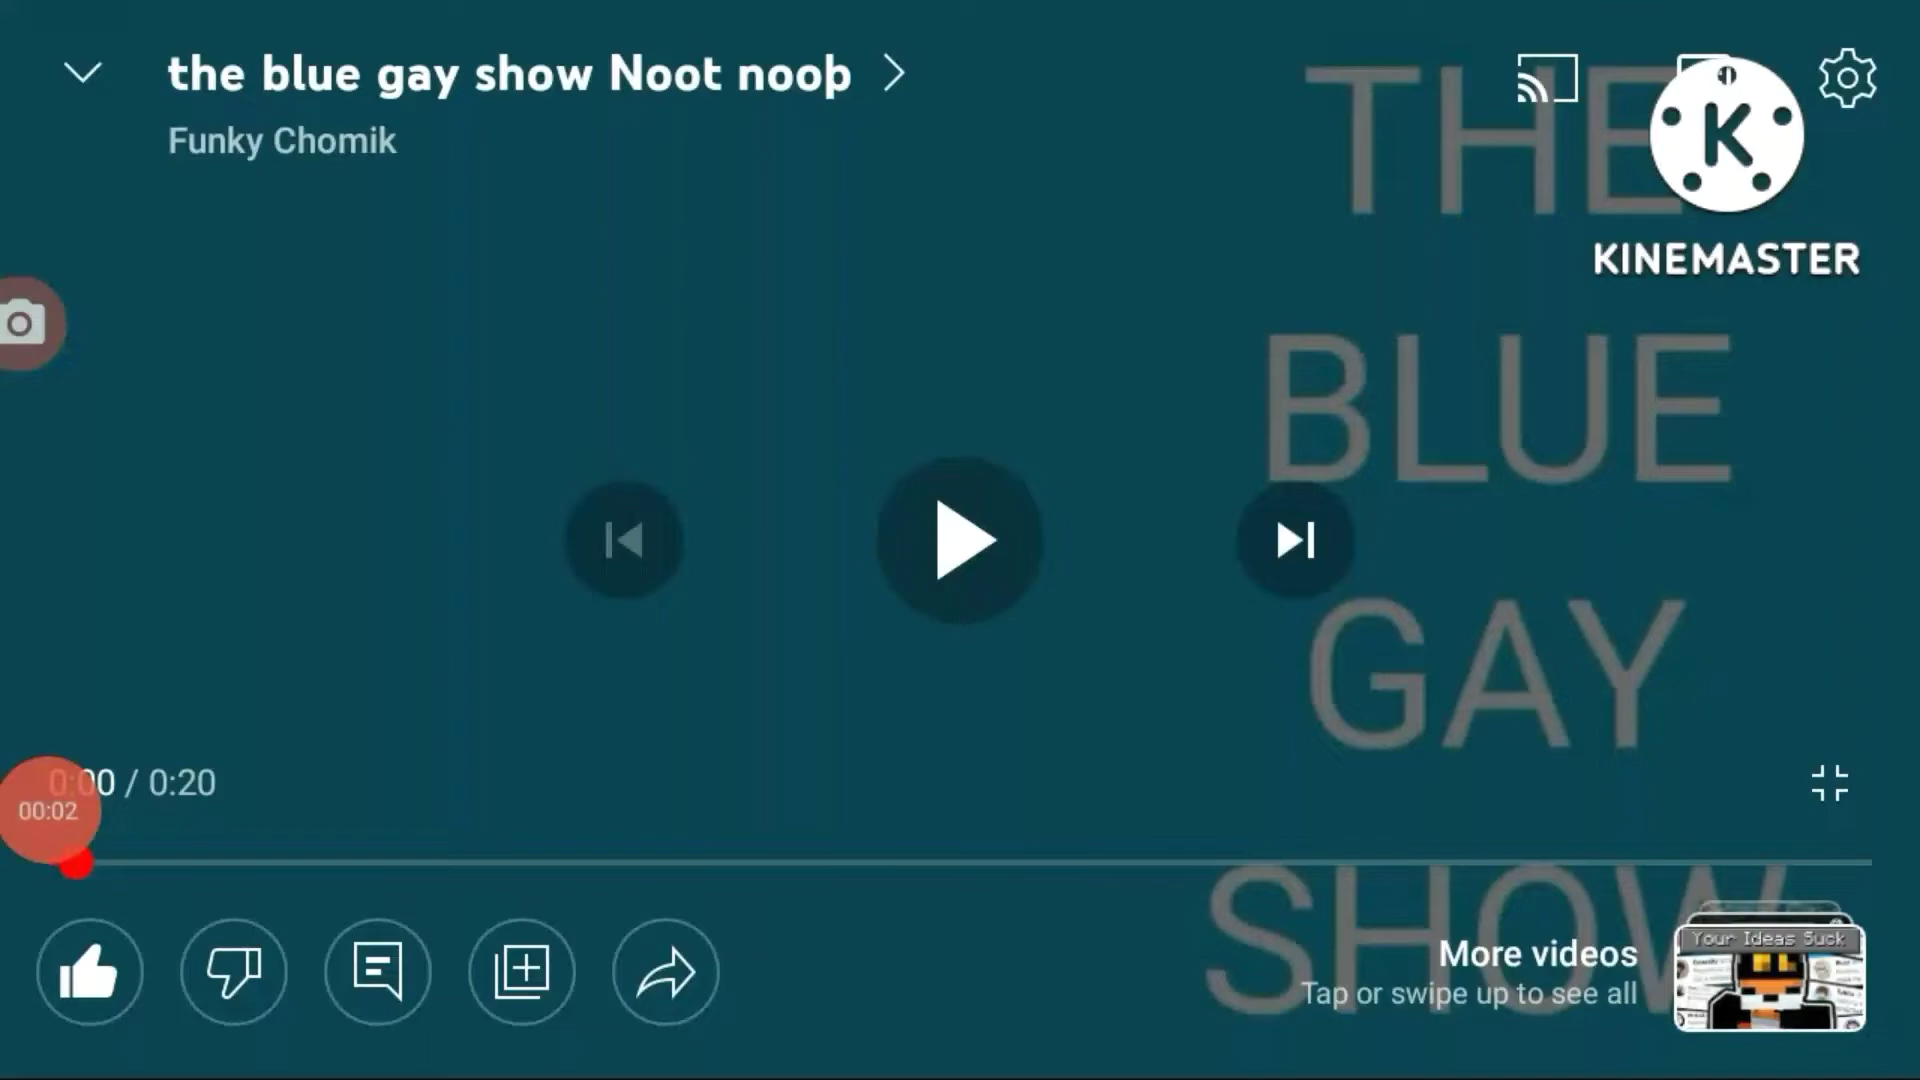 the blue gay show Noot nooþ
Funky Chomik
THE
KINEMASTER
BLUE
GAY
0:00 / 0:20
00:02
SHOW
More videos
Tap or swipe up to see all
Your Ideas Suck